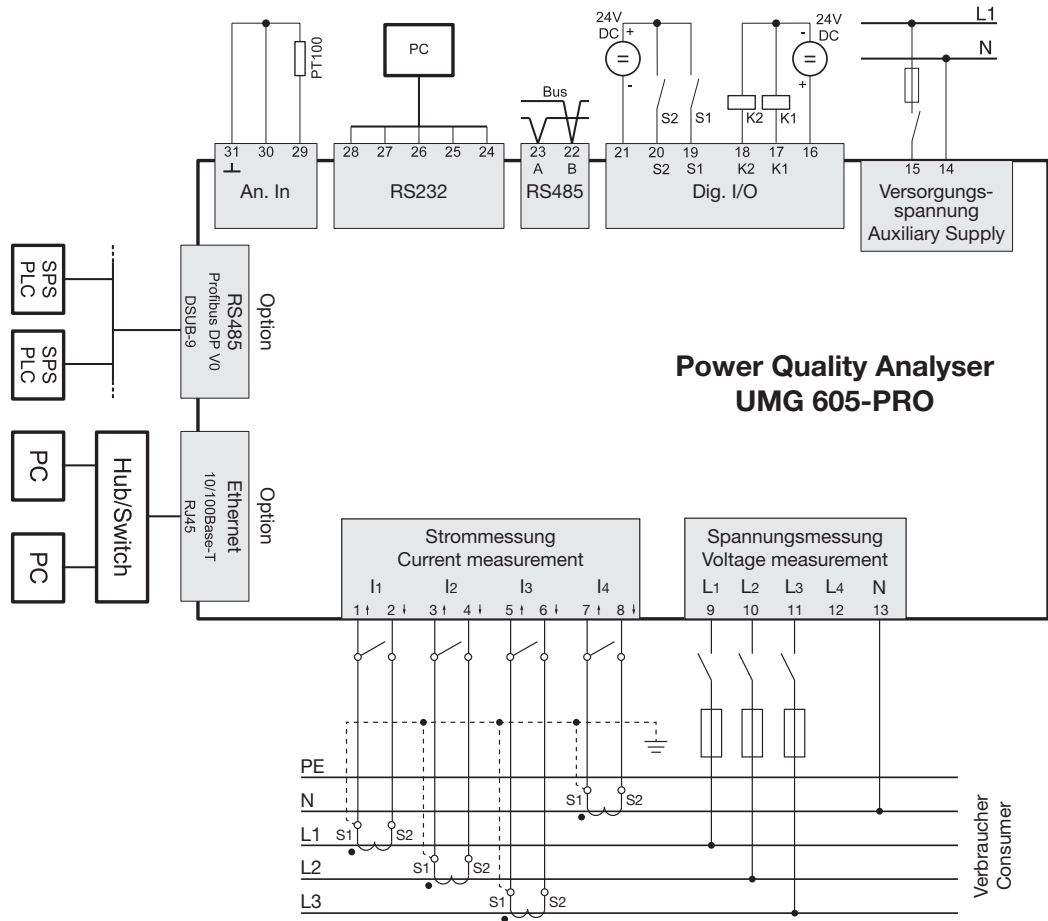 24V
DC
+
-
24V
DC
-
+
L1
N
PT100
PC
Bus
S2
S1
K2
K1
31
30
29
28
27
26
25
24
23
22
21
20
19
18
17
16
15
14
A
B
S2
S1
K2
K1
An. In
RS232
RS485
Dig. I/O
Versorgungs-
spannung
Auxiliary Supply
SPS
PLC
SPS
PLC
RS485
Profibus DP V0
DSUB-9
Option
Power Quality Analyser
UMG 605-PRO
PC
PC
Hub/Switch
Ethernet
10/100Base-T
RJ45
Option
Strommessung
Current measurement
I1
I2
I3
I4
1
2
3
4
5
6
7
8
Spannungsmessung
Voltage measurement
L1
L2
L3
L4
N
9
10
11
12
13
PE
N
S1
S2
L1
S1
S2
L2
S1
S2
L3
S1
S2
Verbraucher
Consumer